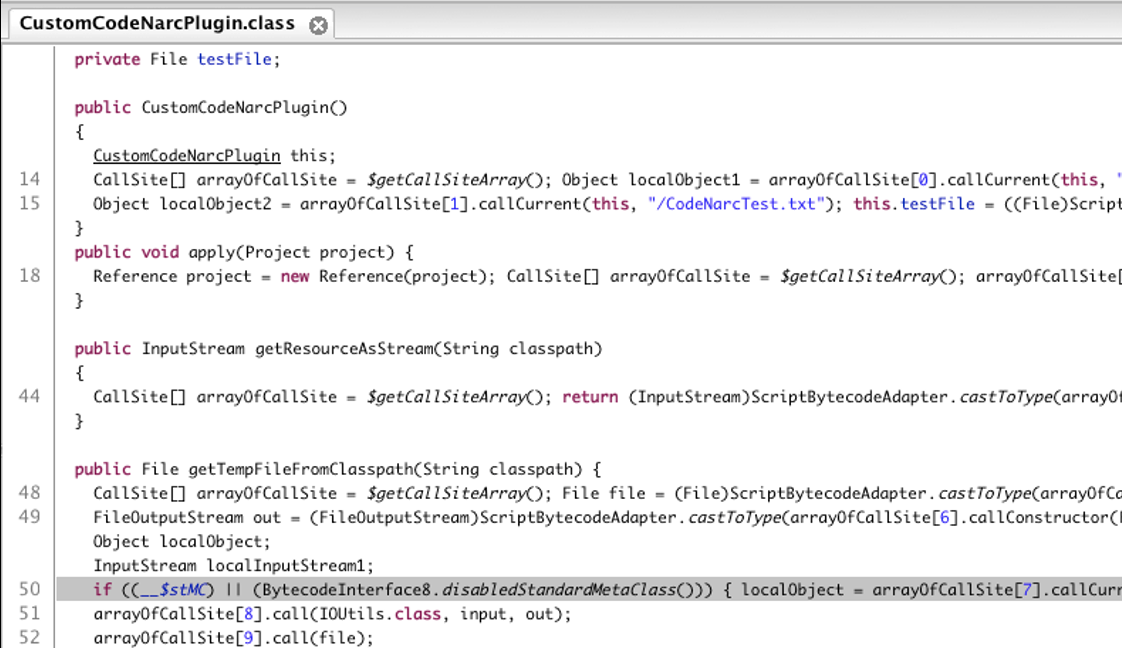 CustomCodeNarcPlugin.class
private File testFile;
public CustomCodeNarcPlugin()
{
CustomCodeNarcPlugin this;
14 CallSite[] arrayOfCallSite = $getCallSiteArray(); Object localObject1 = arrayOfCallSite[0].callCurrent(this, "
15 Object localObject2 = arrayOfCallSite[1].callCurrent(this, "/CodeNarcTest.txt"); this.testFile = ((File)Script
}
public void apply(Project project) {
18 Reference project = new Reference(project); CallSite[] arrayOfCallSite = $getCallSiteArray(); arrayOfCallSite[
}
public InputStream getResourceAsStream(String classpath)
{
44 CallSite[] arrayOfCallSite = $getCallSiteArray(); return (InputStream)ScriptBytecodeAdapter.castToType(arrayOf
}
public File getTempFileFromClasspath(String classpath) {
48 CallSite[] arrayOfCallSite = $getCallSiteArray(); File file = (File)ScriptBytecodeAdapter.castToType(arrayOfCa
49 FileOutputStream out = (FileOutputStream)ScriptBytecodeAdapter.castToType(arrayOfCallSite[6].callConstructor(
Object localObject;
InputStream localInputStream1;
50 if ((__$stMC) || (BytecodeInterface8.disabledStandardMetaClass())) { localObject = arrayOfCallSite[7].callCurr
51 arrayOfCallSite[8].call(IOUtils.class, input, out);
52 arrayOfCallSite[9].call(file);